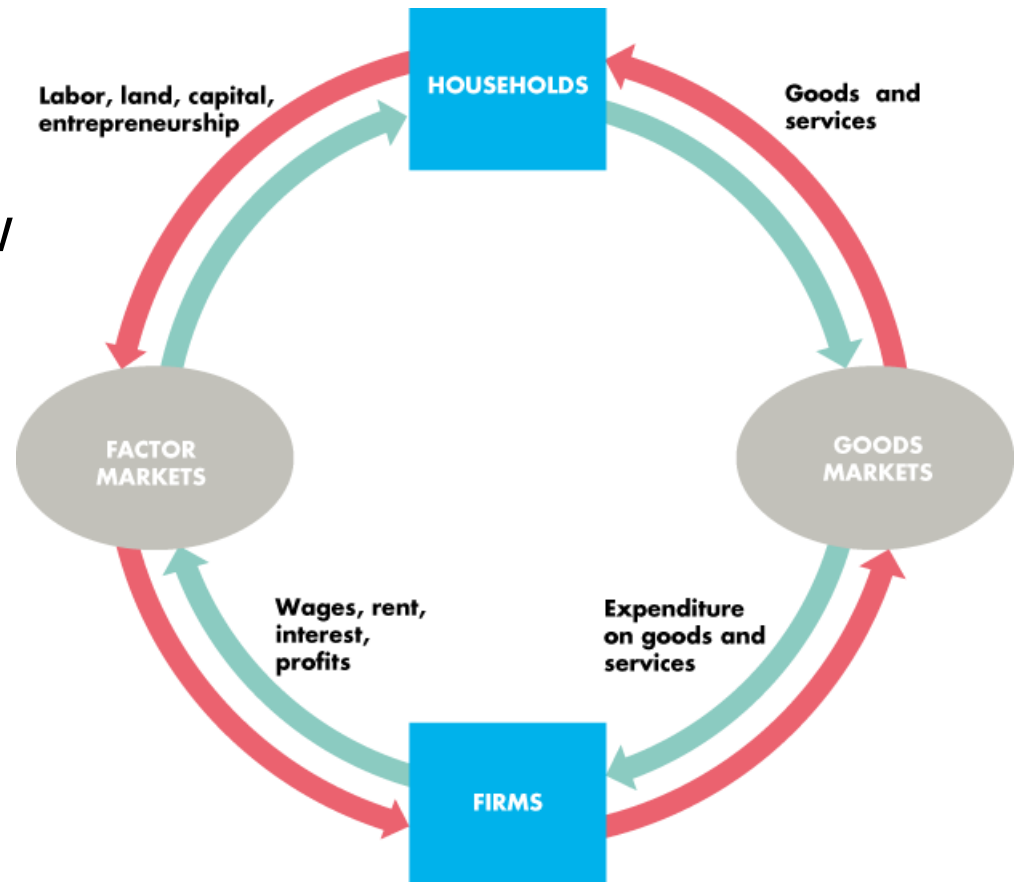 HOUSEHOLDS
Labor, land, capital,
entrepreneurship
Goods and
services
FACTOR
MARKETS
GOODS
MARKETS
Wages, rent,
interest,
profits
Expenditure
on goods and
services
FIRMS